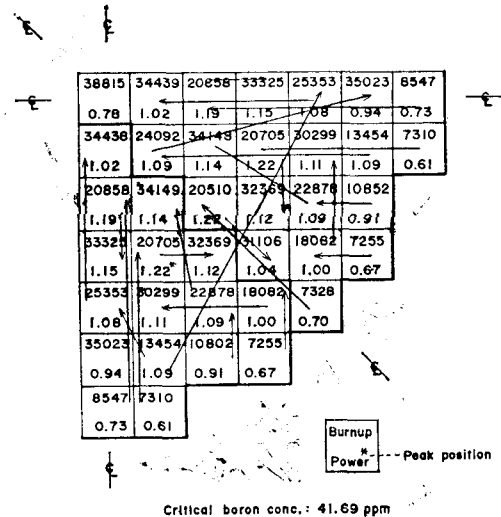 38815 34439 20858 33325 25353 35023 8547
0.78 1.02 1.19 1.15 1.08 0.94 0.73
34438 24092 34149 20705 30299 13454 7310
1.02 1.09 1.14 1.22 1.11 1.09 0.61
20858 34149 20510 32369 22878 10852
1.19 1.14 1.22 1.12 1.09 0.91
33325 20705 32369 31106 18082 7255
1.15 1.22* 1.12 1.04 1.00 0.67
25353 30299 22878 18082 7328
1.08 1.11 1.09 1.00 0.70
35023 13454 10802 7255
0.94 1.09 0.91 0.67
8547 7310
0.73 0.61
Burnup
Power* Peak position
Critical boron conc.: 41.69 ppm